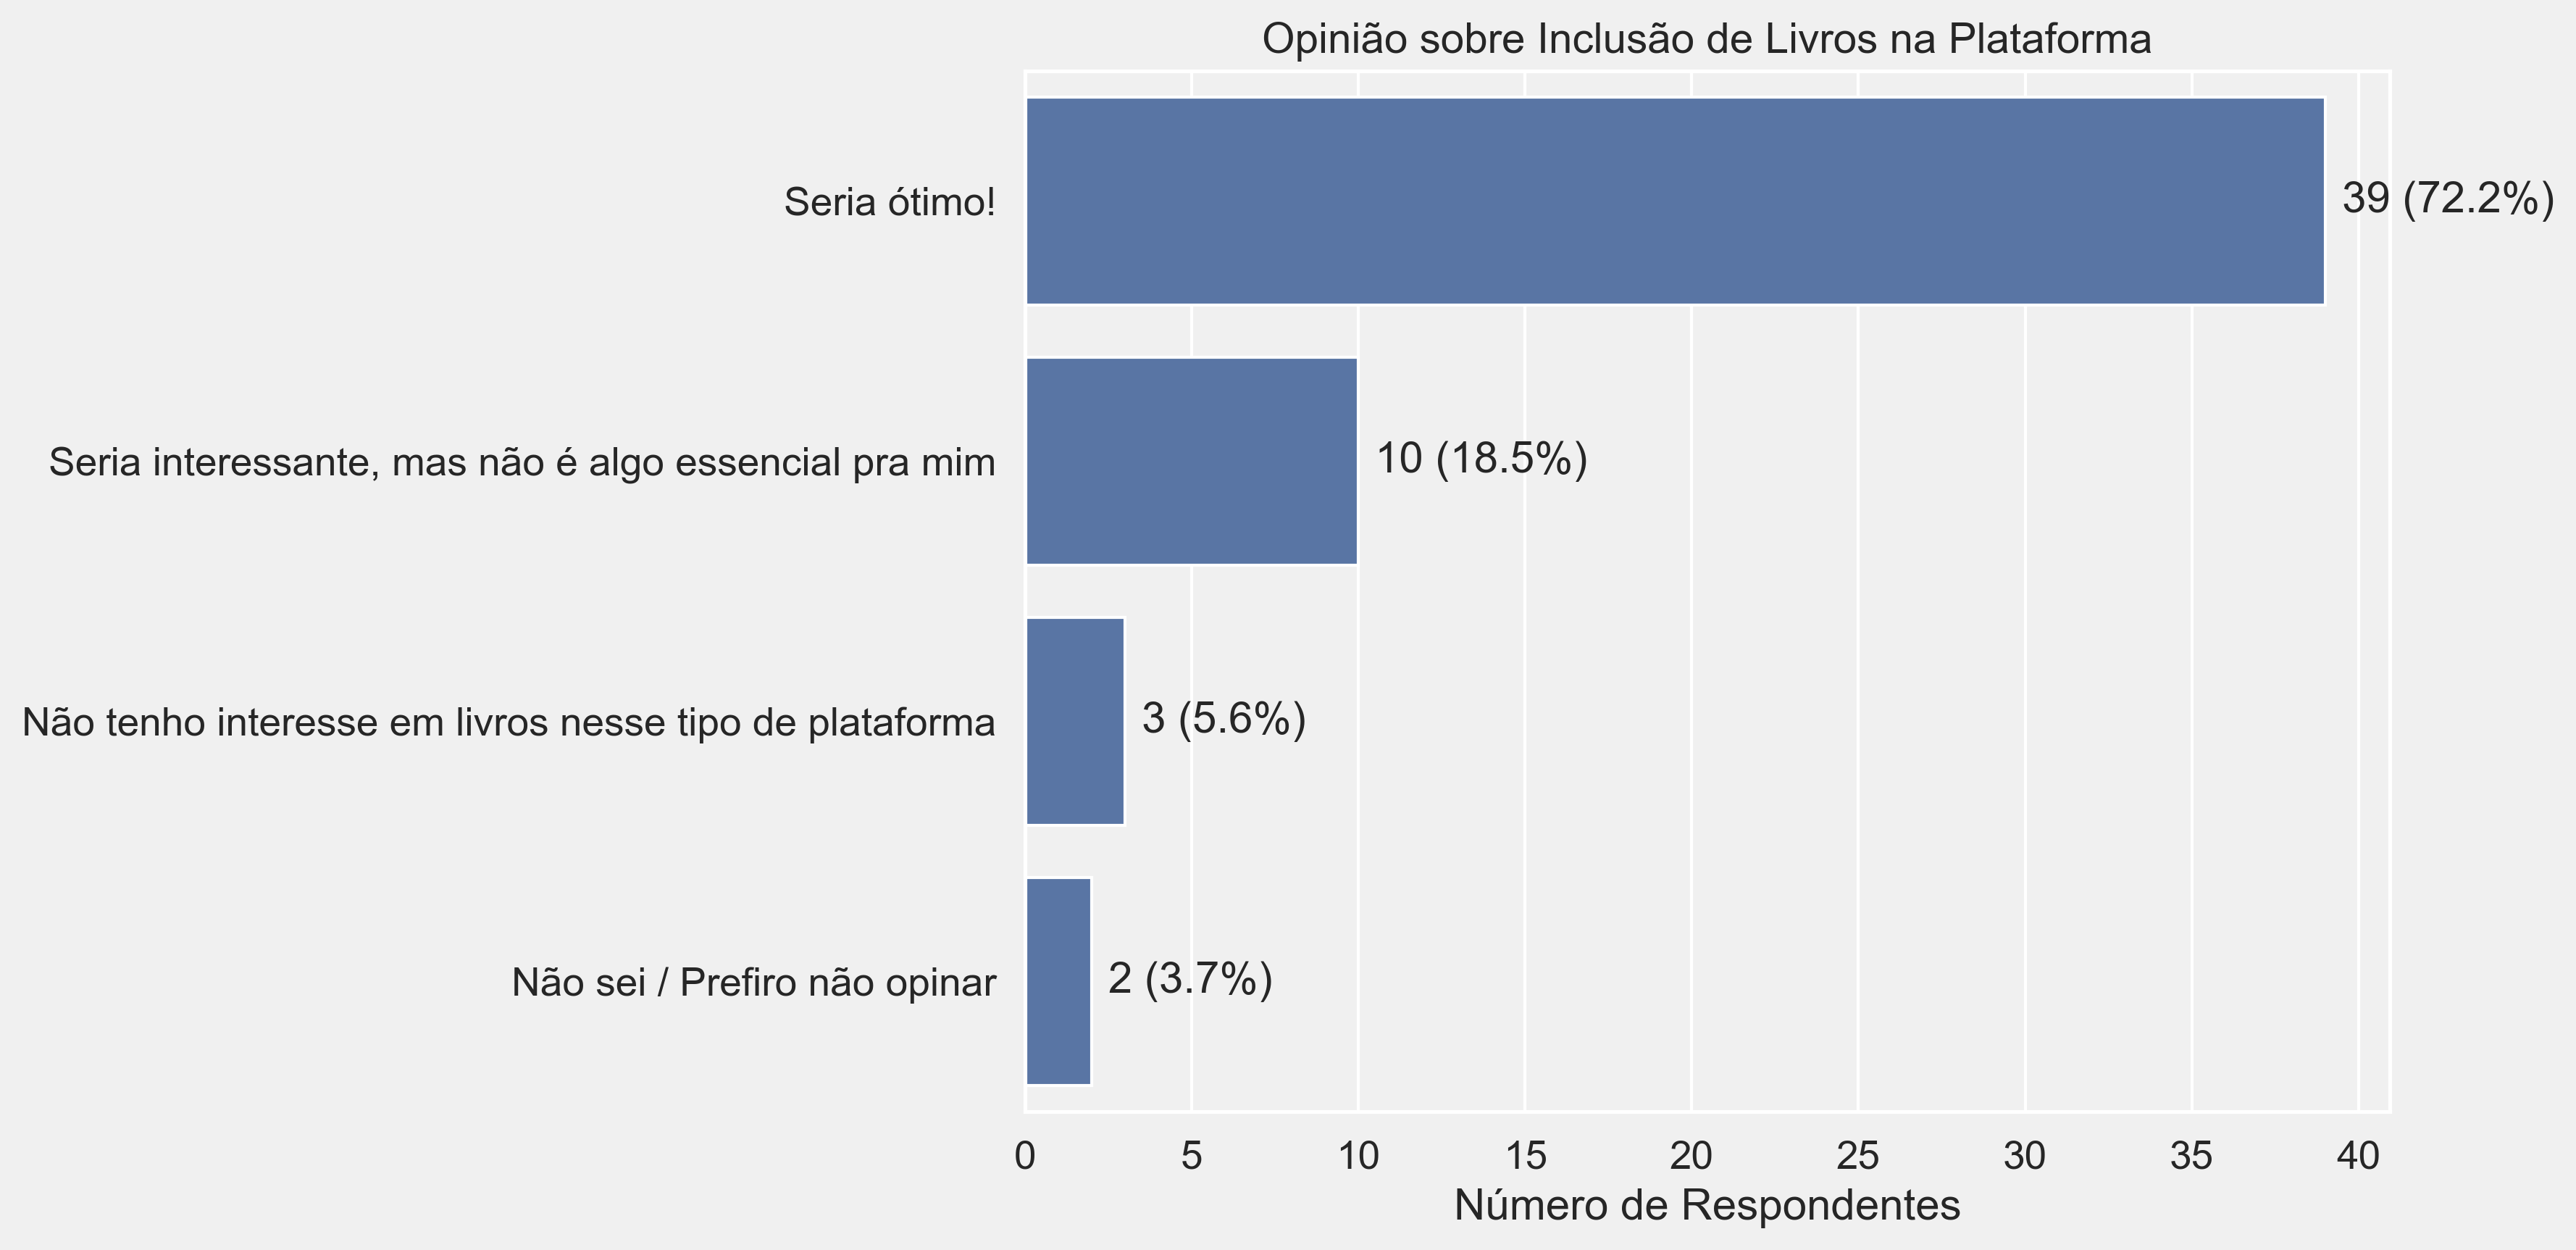 Opinião sobre Inclusão de Livros na Plataforma
Seria ótimo!
39 (72.2%)
Seria interessante, mas não é algo essencial pra mim
10 (18.5%)
Não tenho interesse em livros nesse tipo de plataforma
3 (5.6%)
Não sei / Prefiro não opinar
2 (3.7%)
0 5 10 15 20 25 30 35 40
Número de Respondentes